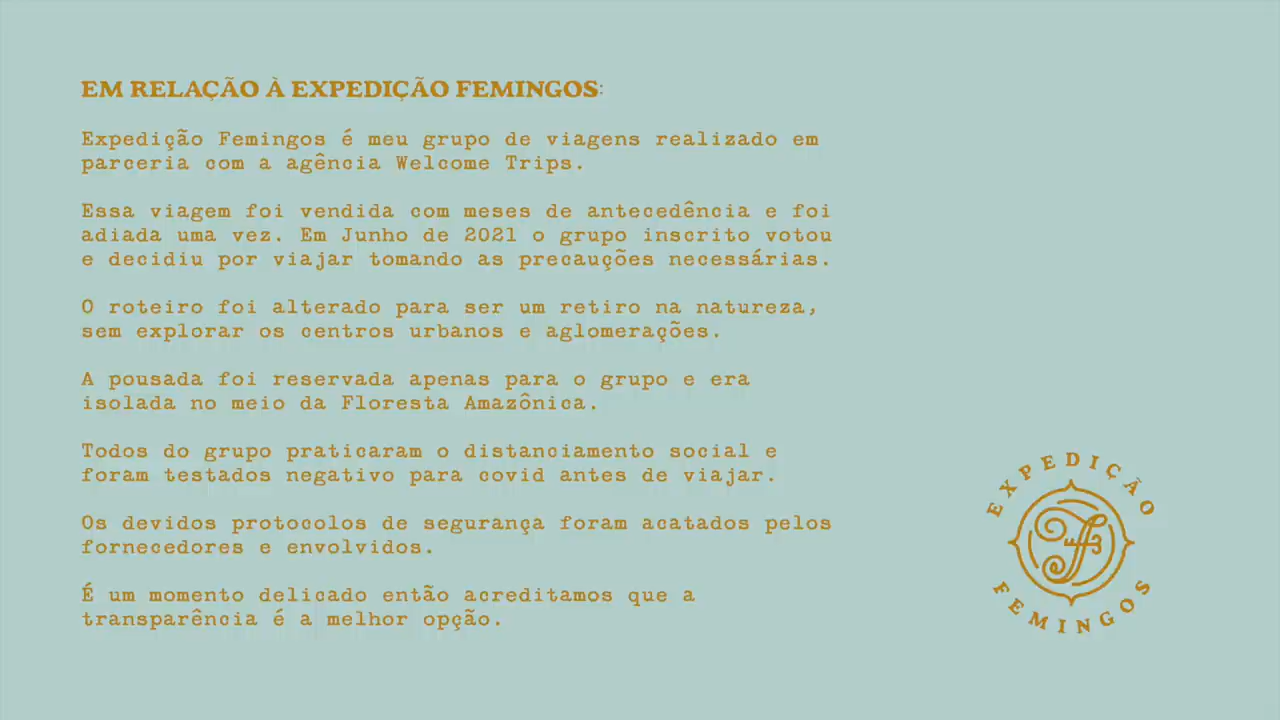 EM RELAÇÃO À EXPEDIÇÃO FEMINGOS:
Expedição Femingos é meu grupo de viagens realizado em
parceria com a agência Welcome Trips.
Essa viagem foi vendida com meses de antecedência e foi
adiada uma vez. Em Junho de 2021 o grupo inscrito votou
e decidiu por viajar tomando as precauções necessárias.
O roteiro foi alterado para ser um retiro na natureza,
sem explorar os centros urbanos e aglomerações.
A pousada foi reservada apenas para o grupo e era
isolada no meio da Floresta Amazônica.
Todos do grupo praticaram o distanciamento social e
foram testados negativo para covid antes de viajar.
Os devidos protocolos de segurança foram acatados pelos
fornecedores e envolvidos.
É um momento delicado então acreditamos que a
transparência é a melhor opção.
EXPEDIÇÃO
FEMINGOS